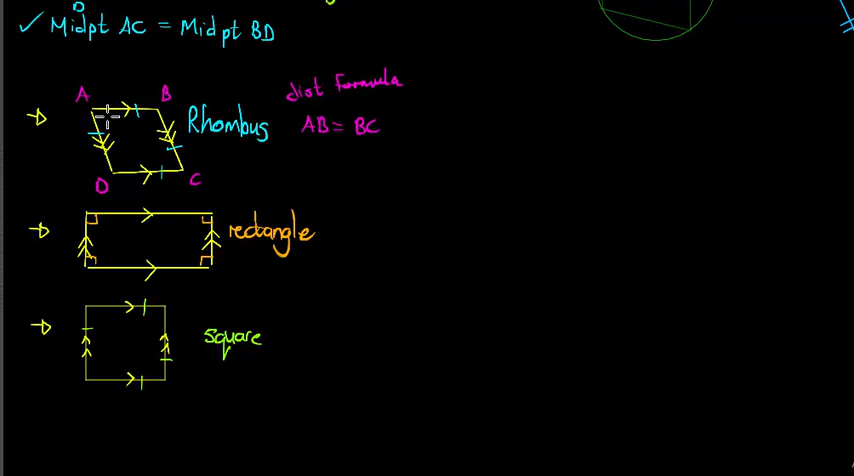 ✓ Midpt AC = Midpt BD
A B
Rhombus
dist formula
AB = BC
D C
rectangle
square